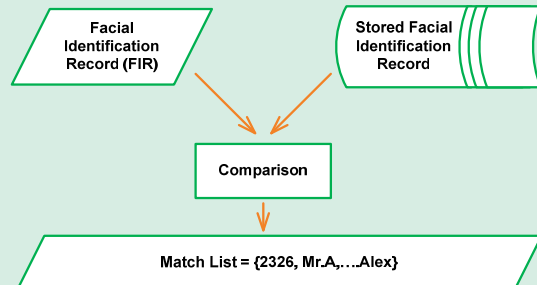 Facial
Identification
Record (FIR)
Stored Facial
Identification
Record
Comparison
Match List = {2326, Mr.A,….Alex}